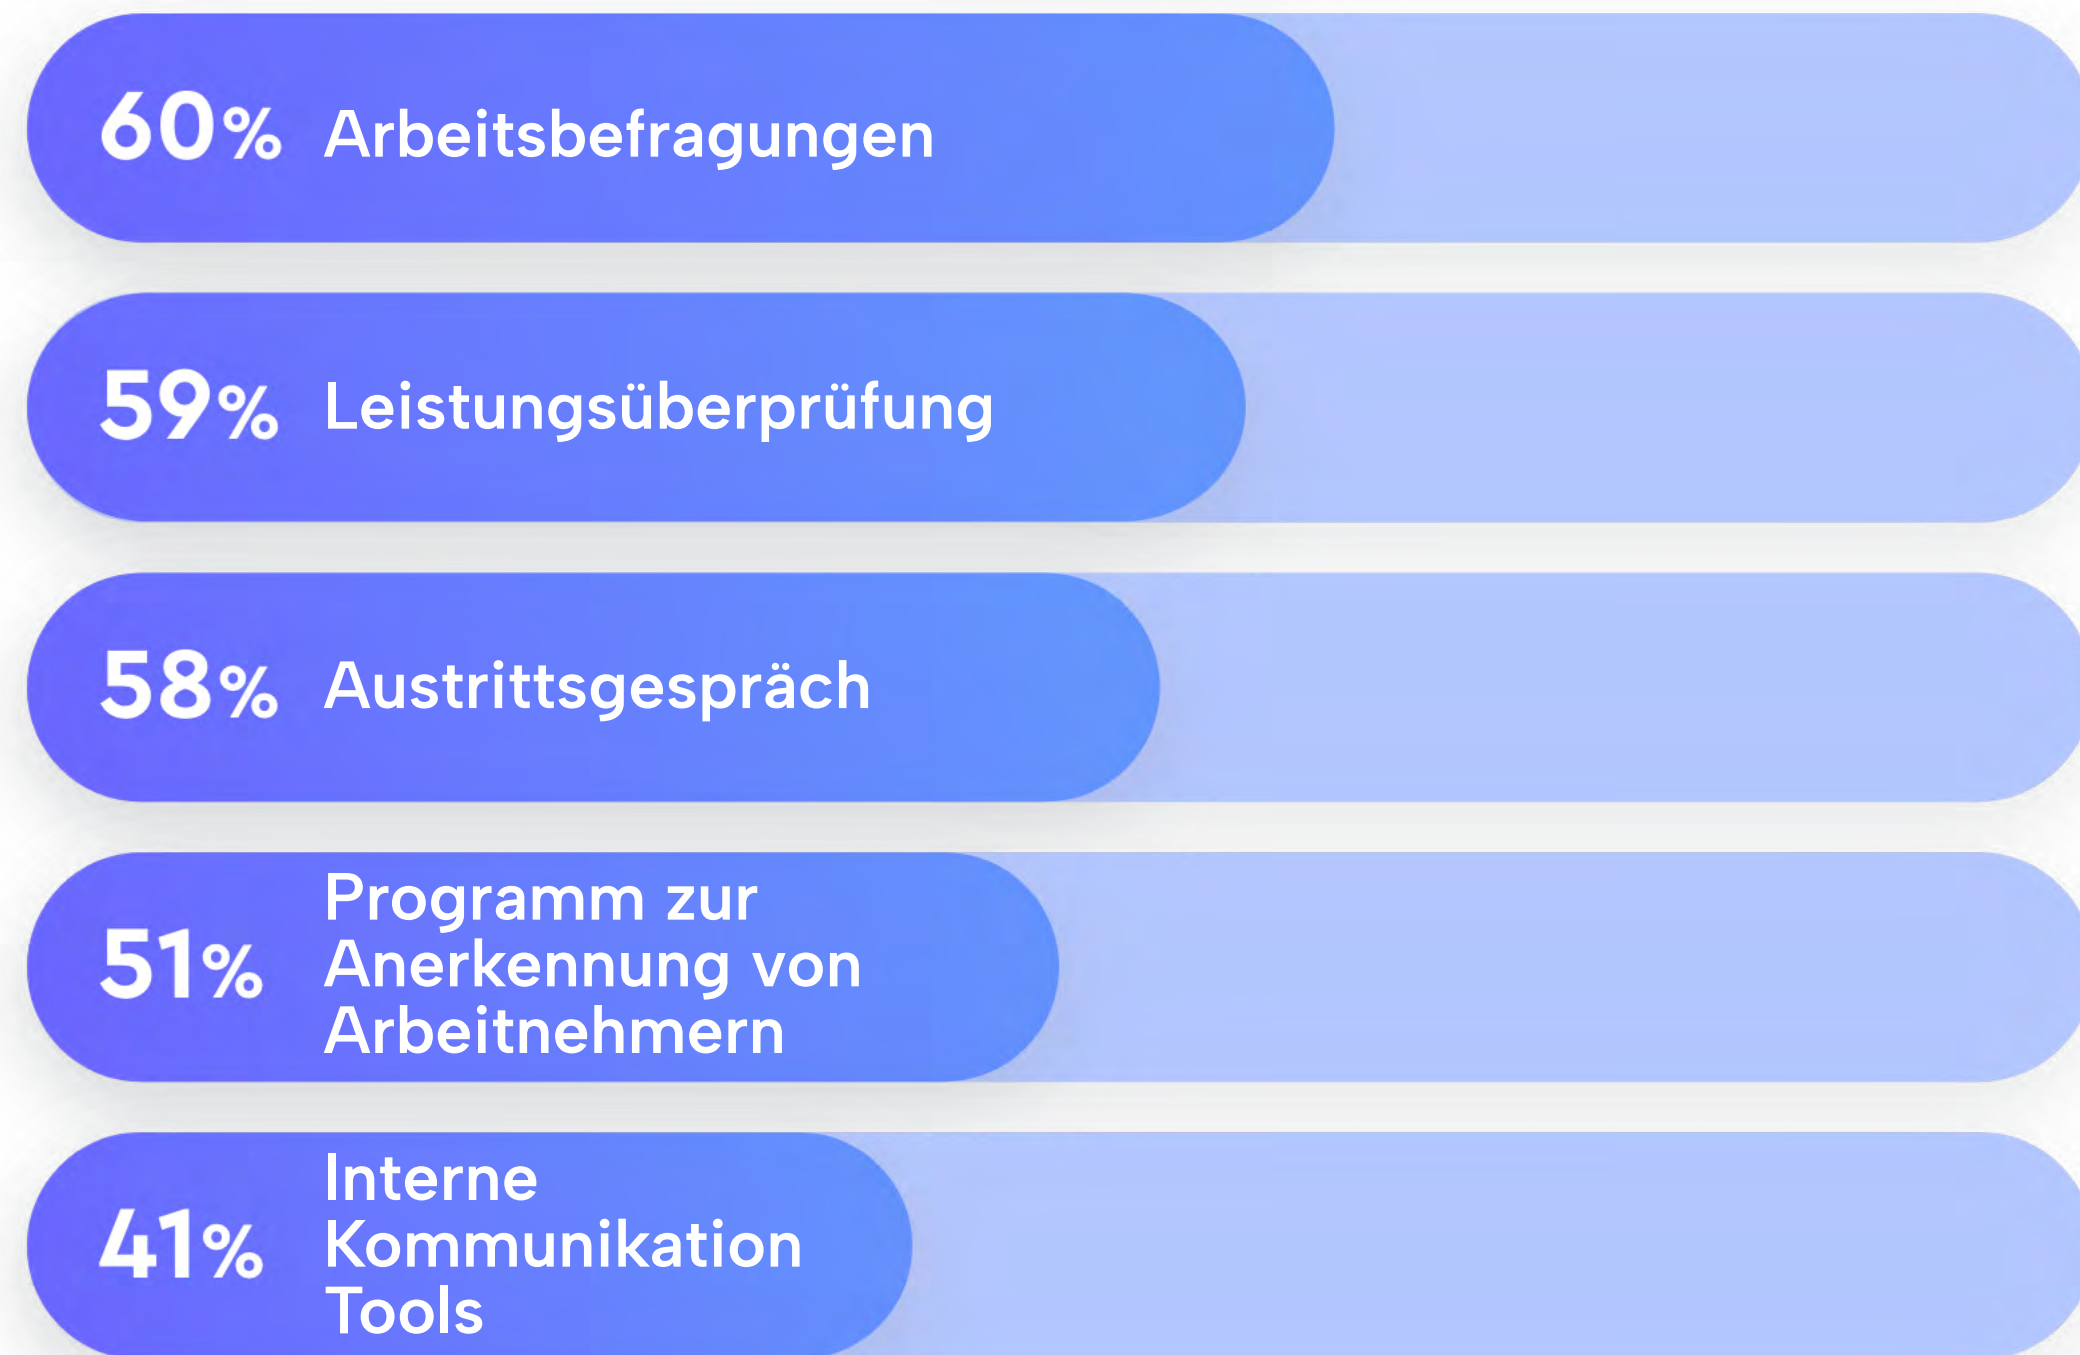 60% Arbeitsbefragungen
59% Leistungsüberprüfung
58% Austrittsgespräch
51% Programm zur
Anerkennung von
Arbeitnehmern
41% Interne
Kommunikation
Tools